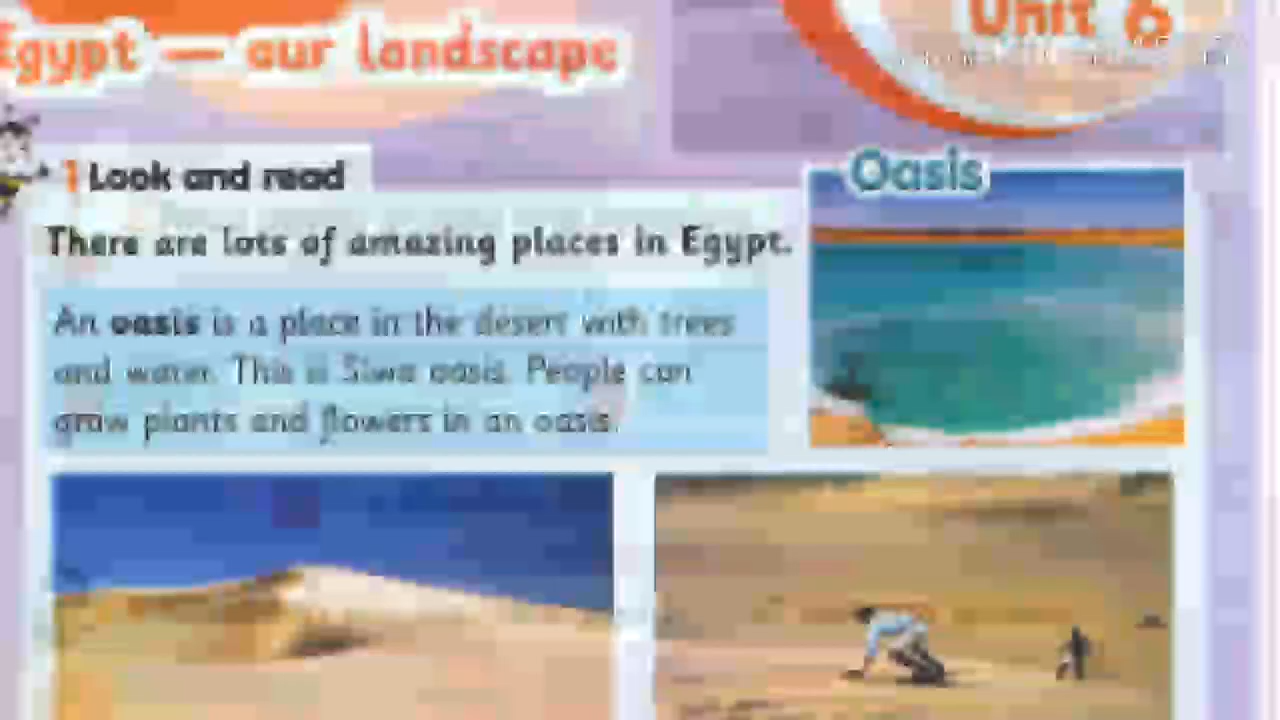 Egypt — our landscape
Unit 6
1 Look and read
There are lots of amazing places in Egypt.
An oasis is a place in the desert with trees
and water. This is Siwa oasis. People can
grow plants and flowers in an oasis.
Oasis